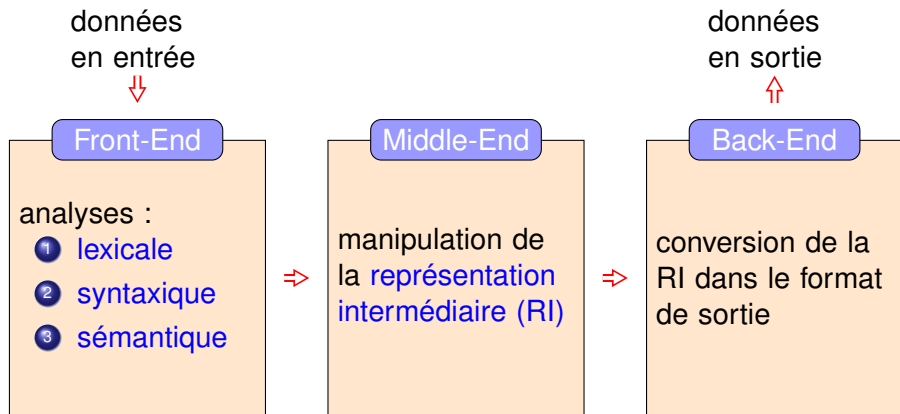 données
en entrée
données
en sortie
Front-End
analyses :
1 lexicale
2 syntaxique
3 sémantique
Middle-End
manipulation de
la représentation
intermédiaire (RI)
Back-End
conversion de la
RI dans le format
de sortie